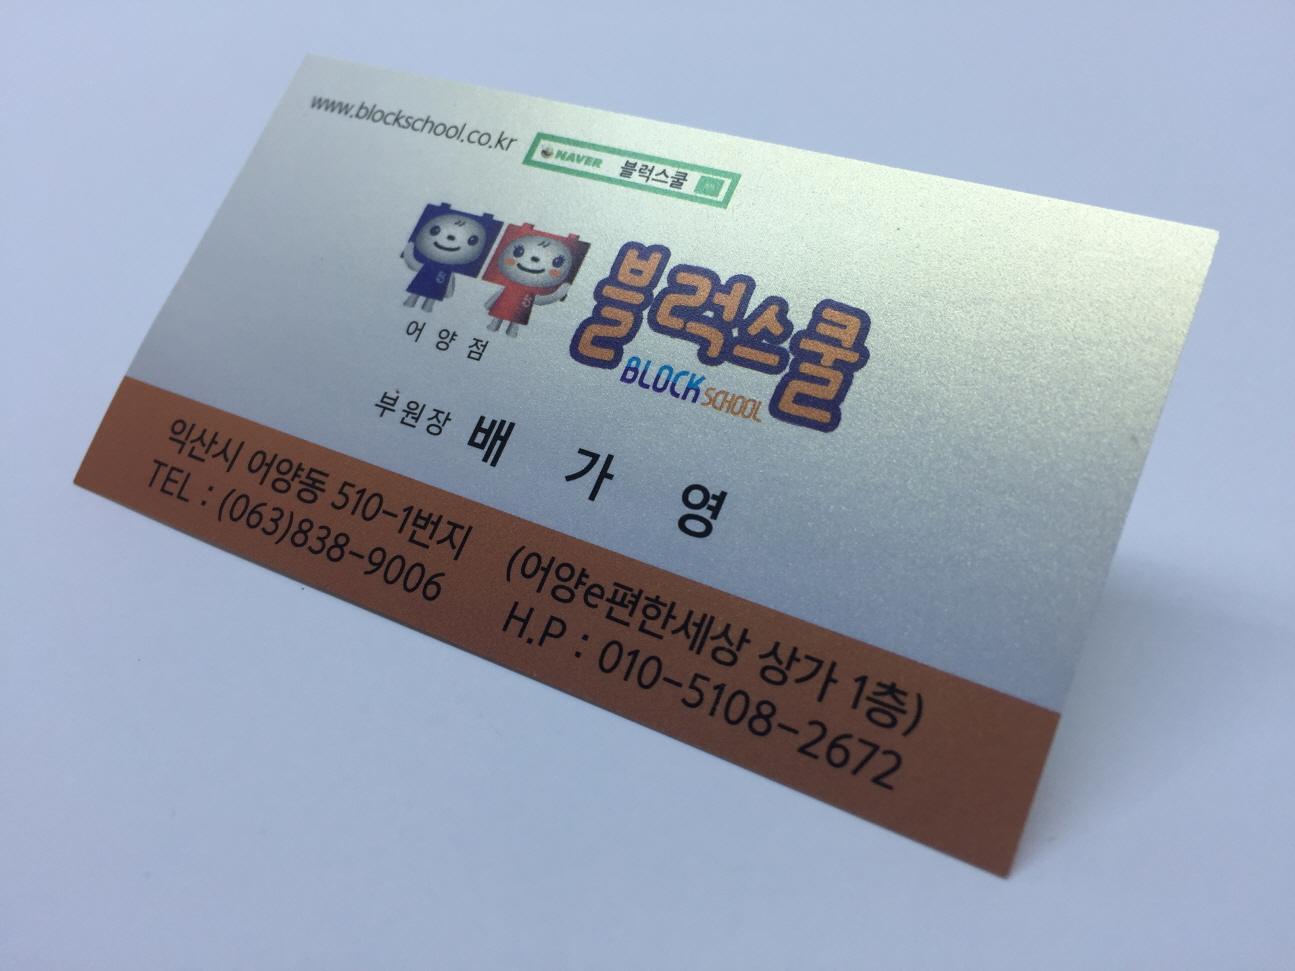 www.blockschool.co.kr
NAVER 블럭스쿨
블럭스쿨
BLOCK SCHOOL
어양점
부원장 배 가 영
익산시 어양동 510-1번지 (어양e편한세상 상가 1층)
TEL : (063)838-9006 H.P : 010-5108-2672